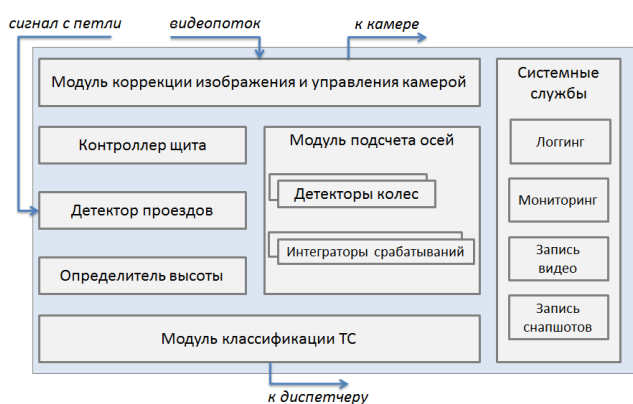 сигнал с петли
видеопоток
к камере
Модуль коррекции изображения и управления камерой
Контроллер щита
Детектор проездов
Определитель высоты
Модуль подсчета осей
Детекторы колес
Интеграторы срабатываний
Модуль классификации ТС
к диспетчеру
Системные
службы
Логгинг
Мониторинг
Запись
видео
Запись
снапшотов